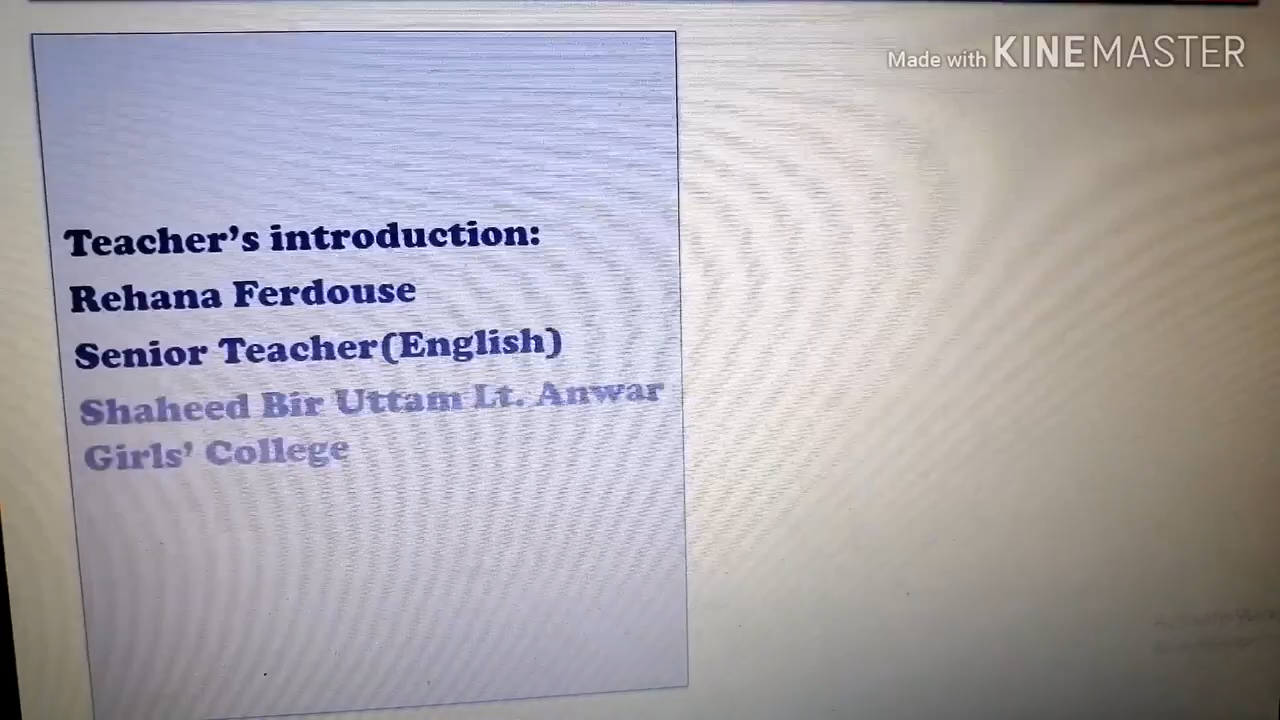 Made with KINEMASTER
Teacher's introduction:
Rehana Ferdouse
Senior Teacher(English)
Shaheed Bir Uttam Lt. Anwar
Girls' College